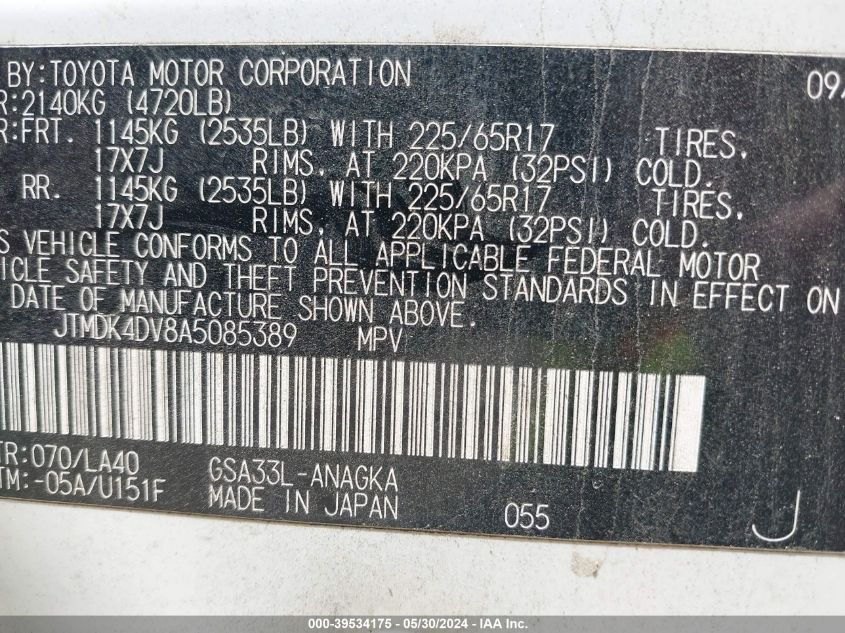 BY:TOYOTA MOTOR CORPORATION 09/
R:2140KG (4720LB)
R:FRT. 1145KG (2535LB) WITH 225/65R17 TIRES,
17X7J RIMS, AT 220KPA (32PSI) COLD.
RR. 1145KG (2535LB) WITH 225/65R17 TIRES,
17X7J RIMS, AT 220KPA (32PSI) COLD.
S VEHICLE CONFORMS TO ALL APPLICABLE FEDERAL MOTOR
ICLE SAFETY AND THEFT PREVENTION STANDARDS IN EFFECT ON
DATE OF MANUFACTURE SHOWN ABOVE.
JTMDK4DV8A5085389 MPV
TR:070/LA40 GSA33L-ANAGKA
TM:-05A/U151F MADE IN JAPAN 055 J
000-39534175 - 05/30/2024 - IAA Inc.